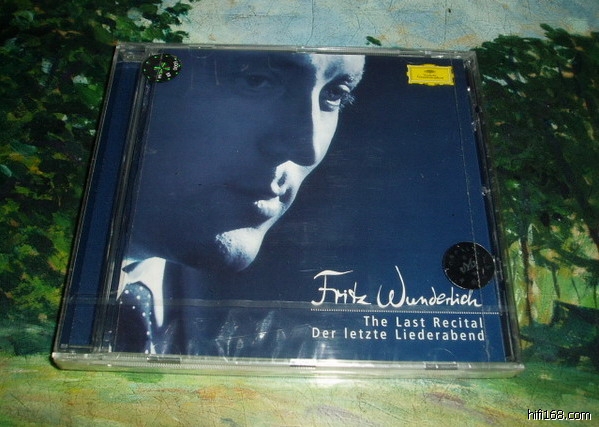 Fritz Wunderlich
The Last Recital
Der letzte Liederabend
hifi168.com